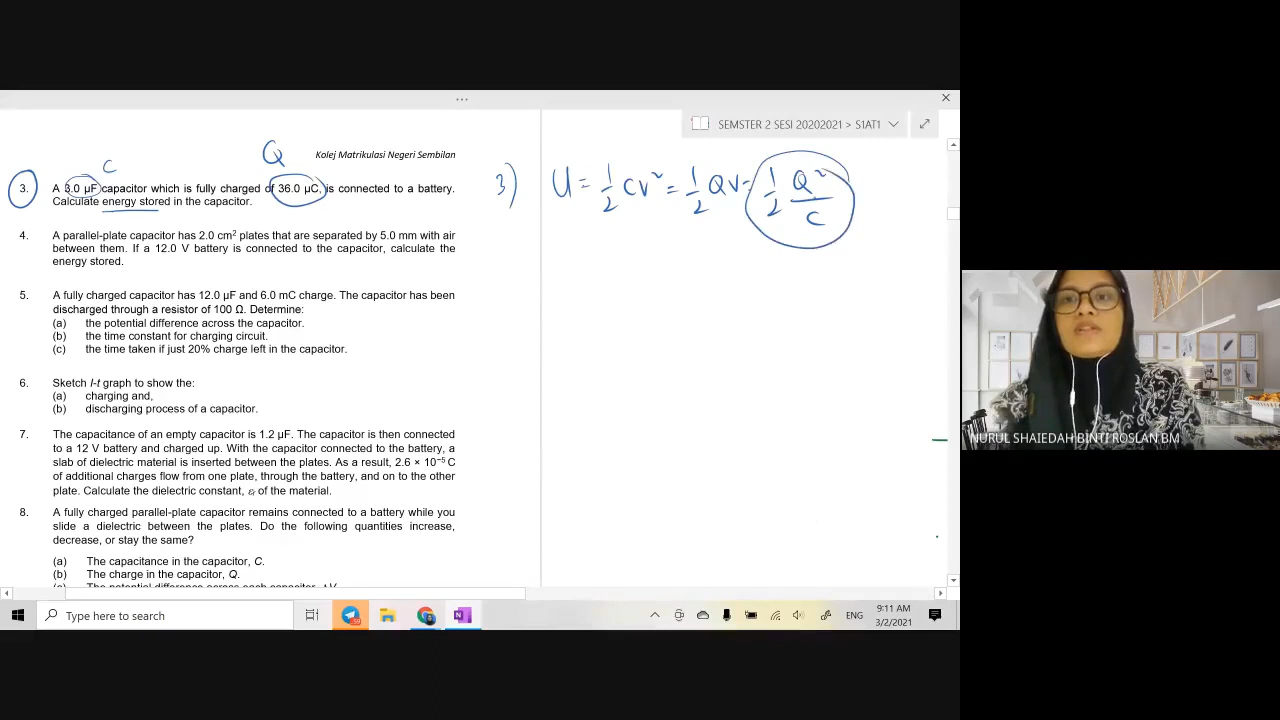 SEMSTER 2 SESI 20202021 > S1AT1
Q
Kolej Matrikulasi Negeri Sembilan
C
3. A 3.0 µF capacitor which is fully charged of 36.0 µC, is connected to a battery.
Calculate energy stored in the capacitor.
3) U = 1/2 CV² = 1/2 QV = 1/2 Q²/C
4. A parallel-plate capacitor has 2.0 cm² plates that are separated by 5.0 mm with air
between them. If a 12.0 V battery is connected to the capacitor, calculate the
energy stored.
5. A fully charged capacitor has 12.0 µF and 6.0 mC charge. The capacitor has been
discharged through a resistor of 100 Ω. Determine:
(a) the potential difference across the capacitor.
(b) the time constant for charging circuit.
(c) the time taken if just 20% charge left in the capacitor.
6. Sketch I-t graph to show the:
(a) charging and,
(b) discharging process of a capacitor.
7. The capacitance of an empty capacitor is 1.2 µF. The capacitor is then connected
to a 12 V battery and charged up. With the capacitor connected to the battery, a
slab of dielectric material is inserted between the plates. As a result, 2.6 × 10⁻⁵ C
of additional charges flow from one plate, through the battery, and on to the other
plate. Calculate the dielectric constant, εr of the material.
8. A fully charged parallel-plate capacitor remains connected to a battery while you
slide a dielectric between the plates. Do the following quantities increase,
decrease, or stay the same?
(a) The capacitance in the capacitor, C.
(b) The charge in the capacitor, Q.
The potential difference across each capacitor,
NURUL SHAIEDAH BINTI ROSLAN BM
Type here to search
ENG
9:11 AM
3/2/2021